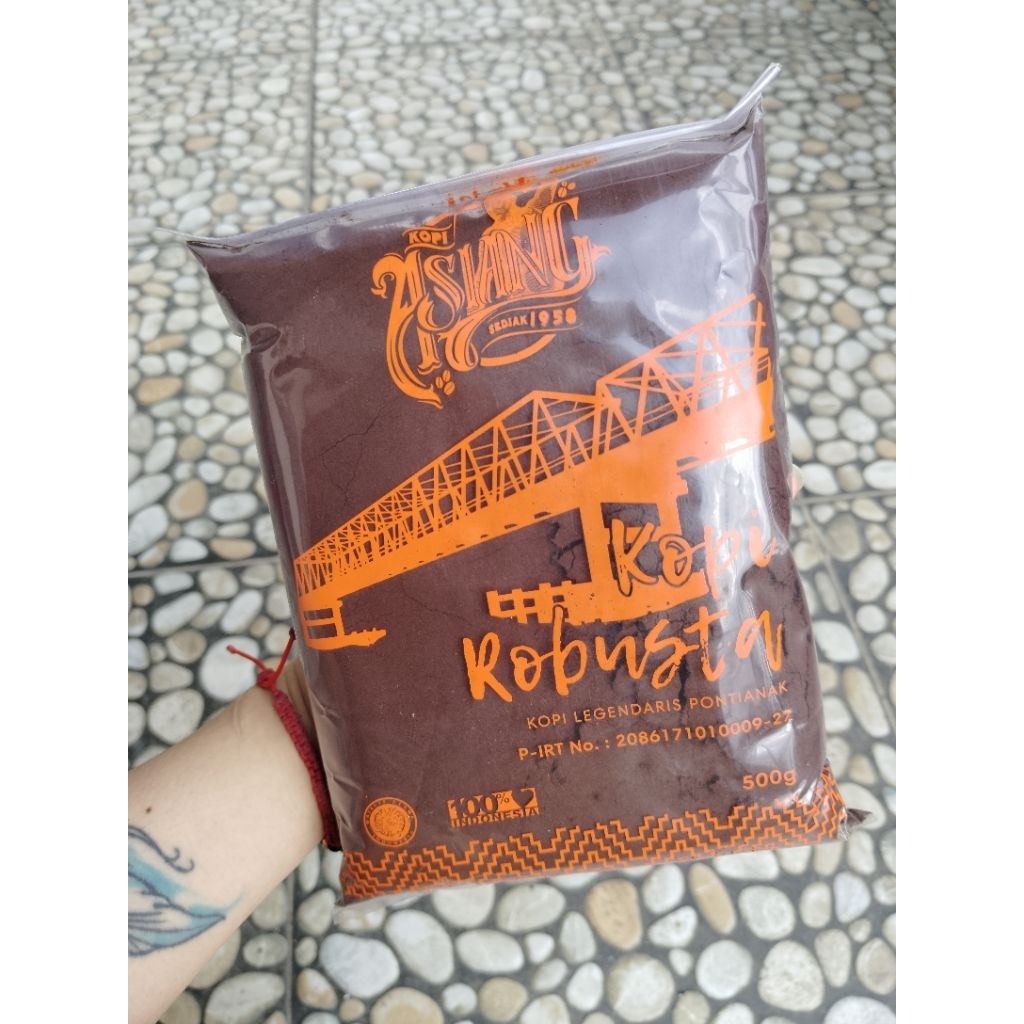 KOPI
ASIANG
SEDJAK 1958
Kopi
Robusta
KOPI LEGENDARIS PONTIANAK
P-IRT No. : 2086171010009-27
500g
100%
INDONESIA